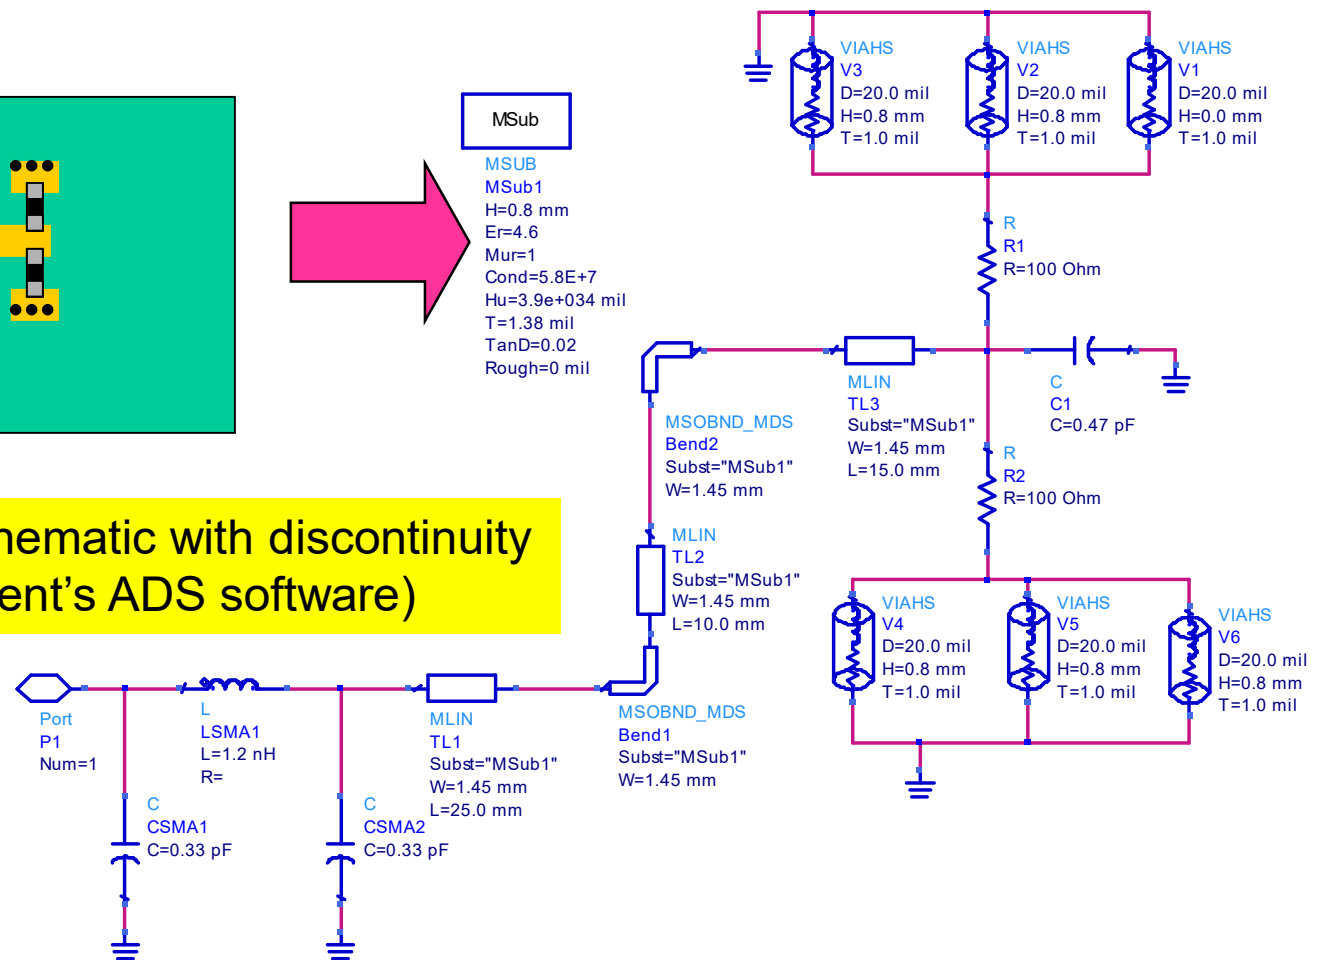 VIAHS
V3
D=20.0 mil
H=0.8 mm
T=1.0 mil
VIAHS
V2
D=20.0 mil
H=0.8 mm
T=1.0 mil
VIAHS
V1
D=20.0 mil
H=0.0 mm
T=1.0 mil
MSub
MSUB
MSub1
H=0.8 mm
Er=4.6
Mur=1
Cond=5.8E+7
Hu=3.9e+034 mil
T=1.38 mil
TanD=0.02
Rough=0 mil
R
R1
R=100 Ohm
MLIN
TL3
Subst="MSub1"
W=1.45 mm
L=15.0 mm
C
C1
C=0.47 pF
MSOBND_MDS
Bend2
Subst="MSub1"
W=1.45 mm
R
R2
R=100 Ohm
hematic with discontinuity
ent's ADS software)
MLIN
TL2
Subst="MSub1"
W=1.45 mm
L=10.0 mm
VIAHS
V4
D=20.0 mil
H=0.8 mm
T=1.0 mil
VIAHS
V5
D=20.0 mil
H=0.8 mm
T=1.0 mil
VIAHS
V6
D=20.0 mil
H=0.8 mm
T=1.0 mil
Port
P1
Num=1
L
LSMA1
L=1.2 nH
R=
MLIN
TL1
Subst="MSub1"
W=1.45 mm
L=25.0 mm
MSOBND_MDS
Bend1
Subst="MSub1"
W=1.45 mm
C
CSMA1
C=0.33 pF
C
CSMA2
C=0.33 pF